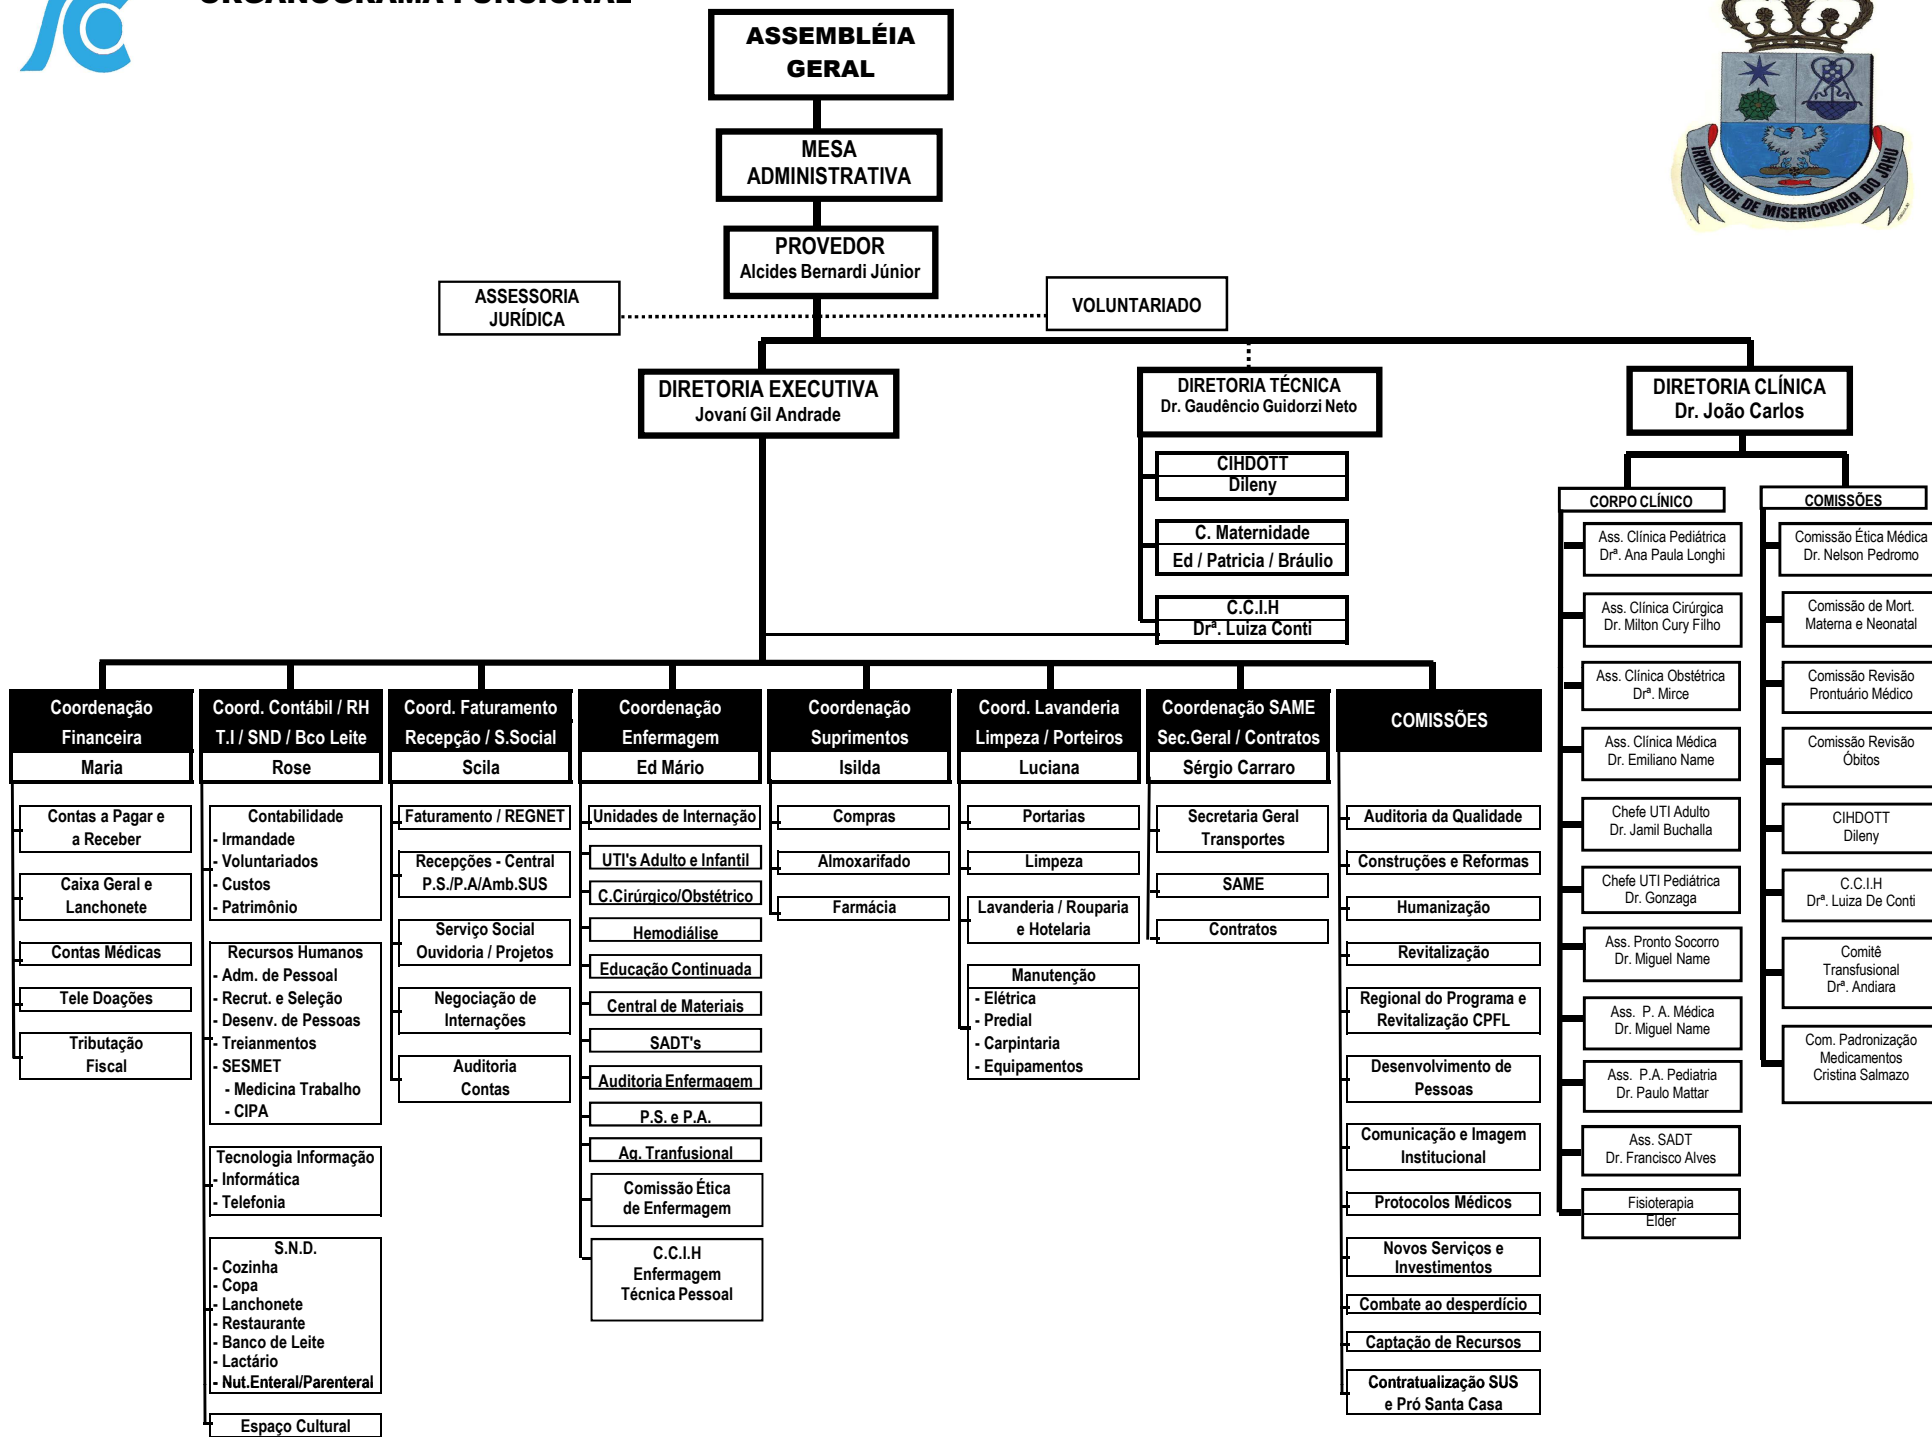 ORGANOGRAMA FUNCIONAL
ASSEMBLÉIA
GERAL
MESA
ADMINISTRATIVA
PROVEDOR
Alcides Bernardi Júnior
ASSESSORIA
JURÍDICA
VOLUNTARIADO
IRMANDADE DE MISERICÓRDIA DO JAHU
DIRETORIA EXECUTIVA
Jovaní Gil Andrade
DIRETORIA TÉCNICA
Dr. Gaudêncio Guidorzi Neto
CIHDOTT
Dileny
C. Maternidade
Ed / Patricia / Bráulio
C.C.I.H
Drª. Luiza Conti
DIRETORIA CLÍNICA
Dr. João Carlos
CORPO CLÍNICO
Ass. Clínica Pediátrica
Drª. Ana Paula Longhi
Ass. Clínica Cirúrgica
Dr. Milton Cury Filho
Ass. Clínica Obstétrica
Drª. Mirce
Ass. Clínica Médica
Dr. Emiliano Name
Chefe UTI Adulto
Dr. Jamil Buchalla
Chefe UTI Pediátrica
Dr. Gonzaga
Ass. Pronto Socorro
Dr. Miguel Name
Ass. P. A. Médica
Dr. Miguel Name
Ass. P.A. Pediatria
Dr. Paulo Mattar
Ass. SADT
Dr. Francisco Alves
Fisioterapia
Elder
COMISSÕES
Comissão Ética Médica
Dr. Nelson Pedromo
Comissão de Mort.
Materna e Neonatal
Comissão Revisão
Prontuário Médico
Comissão Revisão
Óbitos
CIHDOTT
Dileny
C.C.I.H
Drª. Luiza De Conti
Comitê
Transfusional
Drª. Andiara
Com. Padronização
Medicamentos
Cristina Salmazo
Coordenação
Financeira
Maria
Contas a Pagar e
a Receber
Caixa Geral e
Lanchonete
Contas Médicas
Tele Doações
Tributação
Fiscal
Coord. Contábil / RH
T.I / SND / Bco Leite
Rose
Contabilidade
- Irmandade
- Voluntariados
- Custos
- Patrimônio
Recursos Humanos
- Adm. de Pessoal
- Recrut. e Seleção
- Desenv. de Pessoas
- Treianmentos
- SESMET
- Medicina Trabalho
- CIPA
Tecnologia Informação
- Informática
- Telefonia
S.N.D.
- Cozinha
- Copa
- Lanchonete
- Restaurante
- Banco de Leite
- Lactário
- Nut.Enteral/Parenteral
Espaço Cultural
Coord. Faturamento
Recepção / S.Social
Scila
Faturamento / REGNET
Recepções - Central
P.S./P.A/Amb.SUS
Serviço Social
Ouvidoria / Projetos
Negociação de
Internações
Auditoria
Contas
Coordenação
Enfermagem
Ed Mário
Unidades de Internação
UTI's Adulto e Infantil
C.Cirúrgico/Obstétrico
Hemodiálise
Educação Continuada
Central de Materiais
SADT's
Auditoria Enfermagem
P.S. e P.A.
Ag. Tranfusional
Comissão Ética
de Enfermagem
C.C.I.H
Enfermagem
Técnica Pessoal
Coordenação
Suprimentos
Isilda
Compras
Almoxarifado
Farmácia
Coord. Lavanderia
Limpeza / Porteiros
Luciana
Portarias
Limpeza
Lavanderia / Rouparia
e Hotelaria
Manutenção
- Elétrica
- Predial
- Carpintaria
- Equipamentos
Coordenação SAME
Sec.Geral / Contratos
Sérgio Carraro
Secretaria Geral
Transportes
SAME
Contratos
COMISSÕES
Auditoria da Qualidade
Construções e Reformas
Humanização
Revitalização
Regional do Programa e
Revitalização CPFL
Desenvolvimento de
Pessoas
Comunicação e Imagem
Institucional
Protocolos Médicos
Novos Serviços e
Investimentos
Combate ao desperdício
Captação de Recursos
Contratualização SUS
e Pró Santa Casa